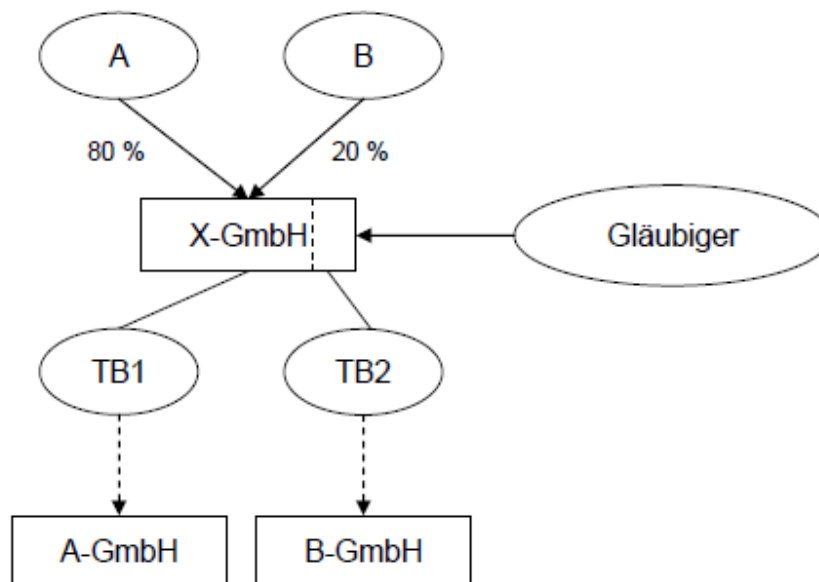 A
B
80 %
20 %
X-GmbH
Gläubiger
TB1
TB2
A-GmbH
B-GmbH